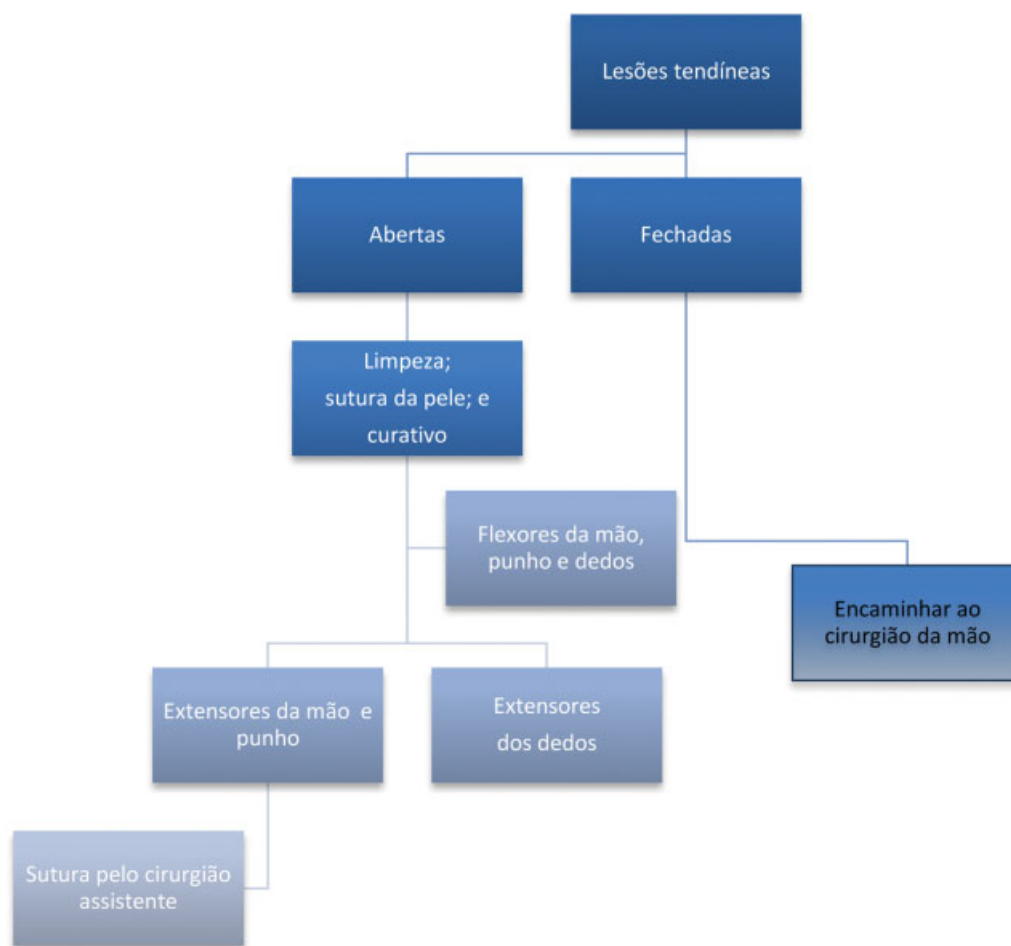 Lesões tendíneas
Abertas
Fechadas
Limpeza;
sutura da pele; e
curativo
Flexores da mão,
punho e dedos
Encaminhar ao
cirurgião da mão
Extensores da mão e
punho
Extensores
dos dedos
Sutura pelo cirurgião
assistente